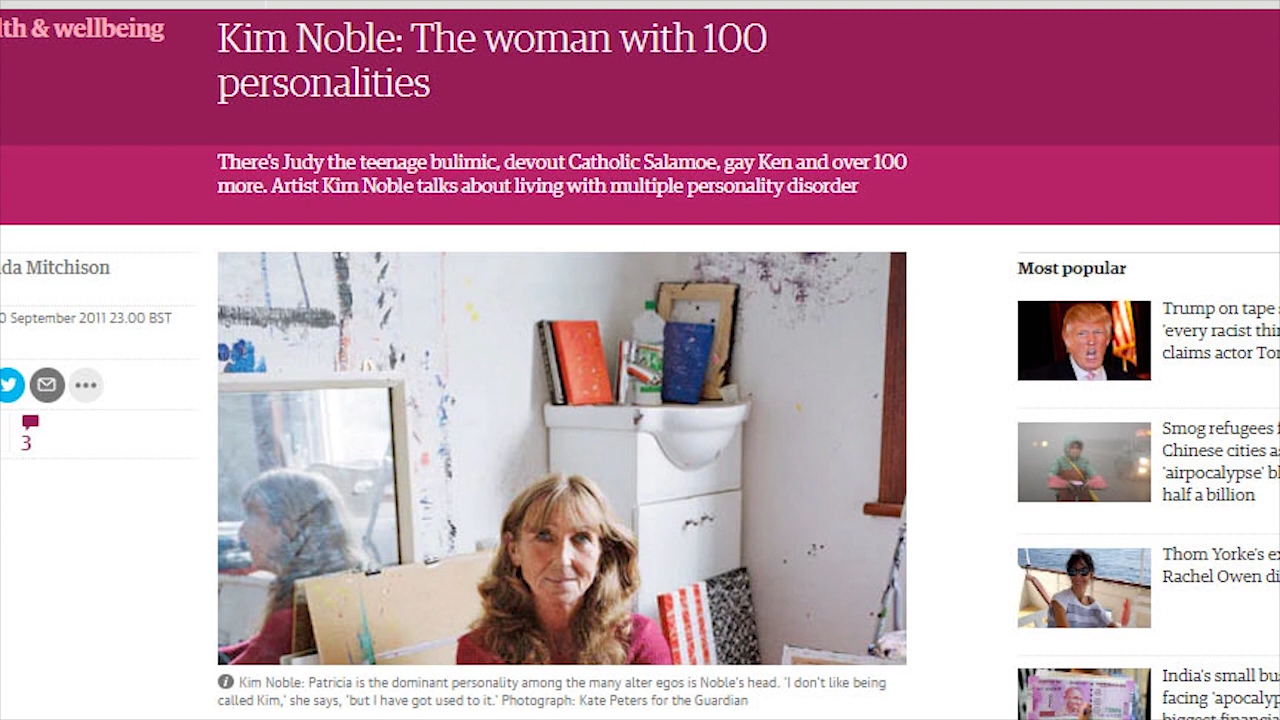 lth & wellbeing
Kim Noble: The woman with 100
personalities
There's Judy the teenage bulimic, devout Catholic Salamoe, gay Ken and over 100
more. Artist Kim Noble talks about living with multiple personality disorder
da Mitchison
0 September 2011 23.00 BST
3
Kim Noble: Patricia is the dominant personality among the many alter egos is Noble's head. 'I don't like being
called Kim,' she says, 'but I have got used to it.' Photograph: Kate Peters for the Guardian
Most popular
Trump on tape
'every racist thi
claims actor To
Smog refugees f
Chinese cities a
'airpocalypse' bl
half a billion
Thom Yorke's ex
Rachel Owen di
India's small bu
facing 'apocalyp
biggest financi